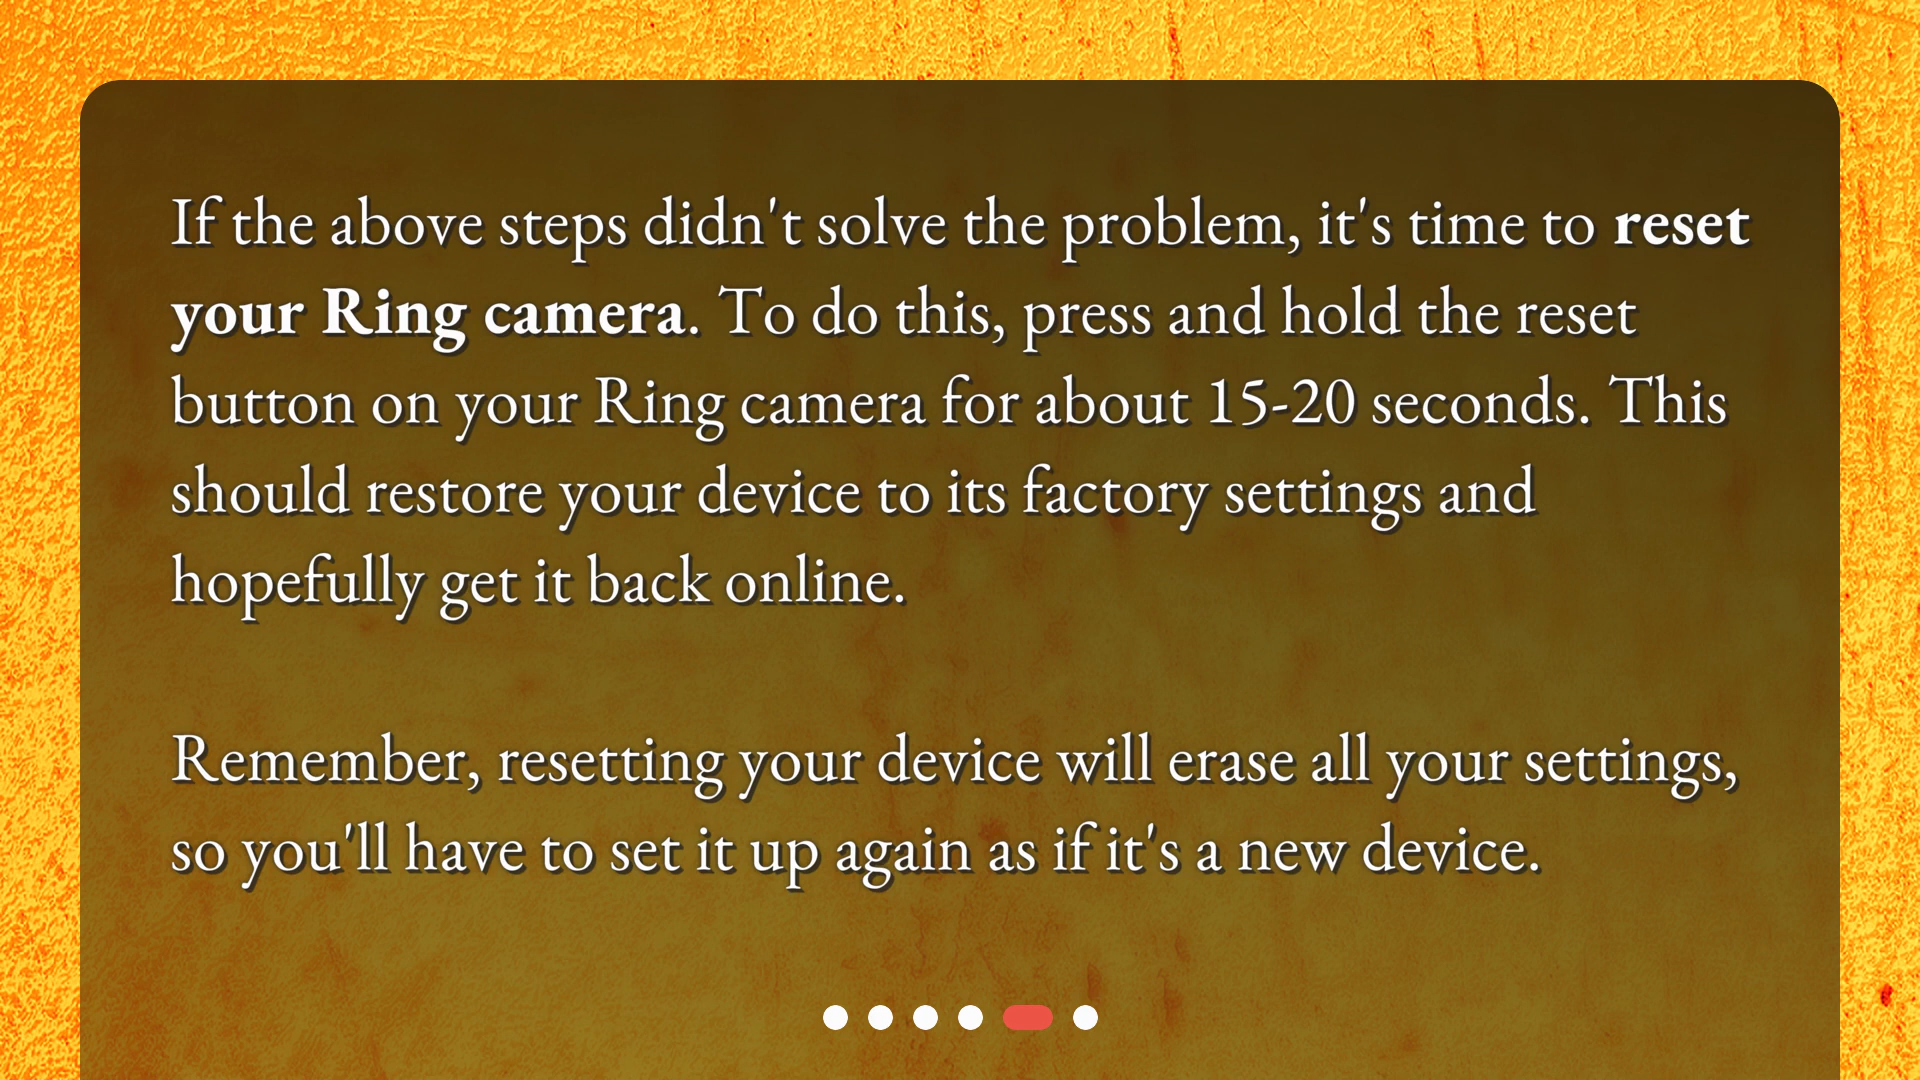 If the above steps didn't solve the problem, it's time to reset
your Ring camera. To do this, press and hold the reset
button on your Ring camera for about 15-20 seconds. This
should restore your device to its factory settings and
hopefully get it back online.
Remember, resetting your device will erase all your settings,
so you'll have to set it up again as if it's a new device.